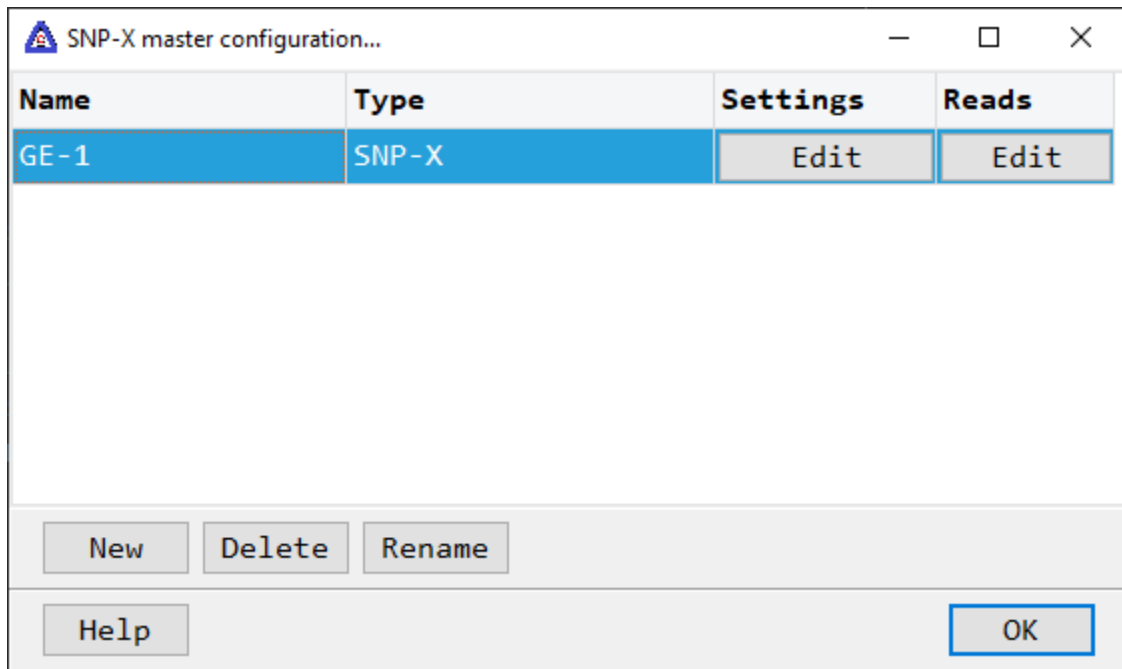 SNP-X master configuration...
Name Type Settings Reads
GE-1 SNP-X Edit Edit
New Delete Rename
Help OK